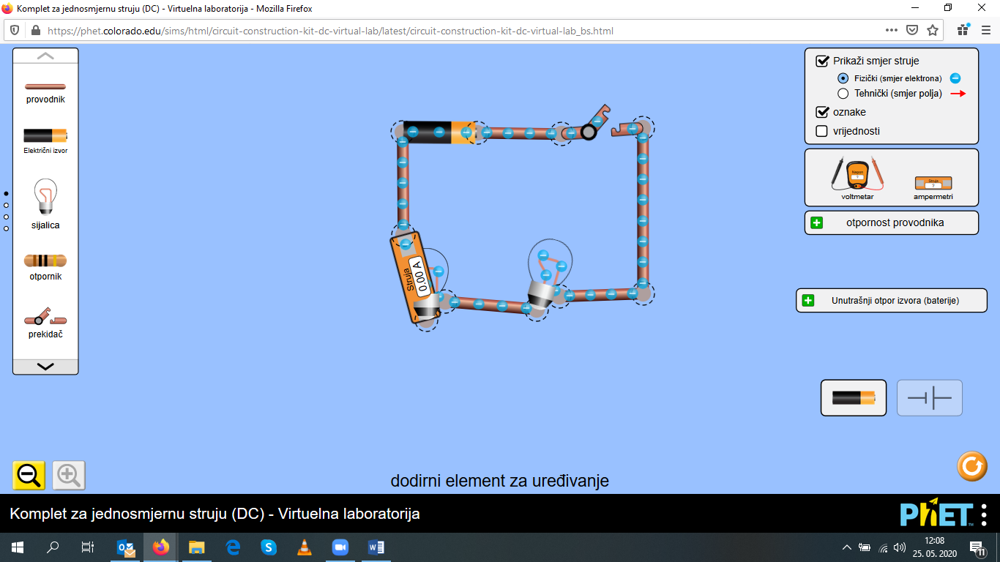 Komplet za jednosmjernu struju (DC) - Virtuelna laboratorija - Mozilla Firefox
https://phet.colorado.edu/sims/html/circuit-construction-kit-dc-virtual-lab/latest/circuit-construction-kit-dc-virtual-lab_bs.html
provodnik
Električni izvor
sijalica
otpornik
prekidač
Struja
0.00 A
Prikaži smjer struje
Fizički (smjer elektrona)
Tehnički (smjer polja)
oznake
vrijednosti
Napon
?
Struja
?
voltmetar
ampermetri
otpornost provodnika
Unutrašnji otpor izvora (baterije)
dodirni element za uređivanje
Komplet za jednosmjernu struju (DC) - Virtuelna laboratorija
PhET
12:08
25. 05. 2020
11